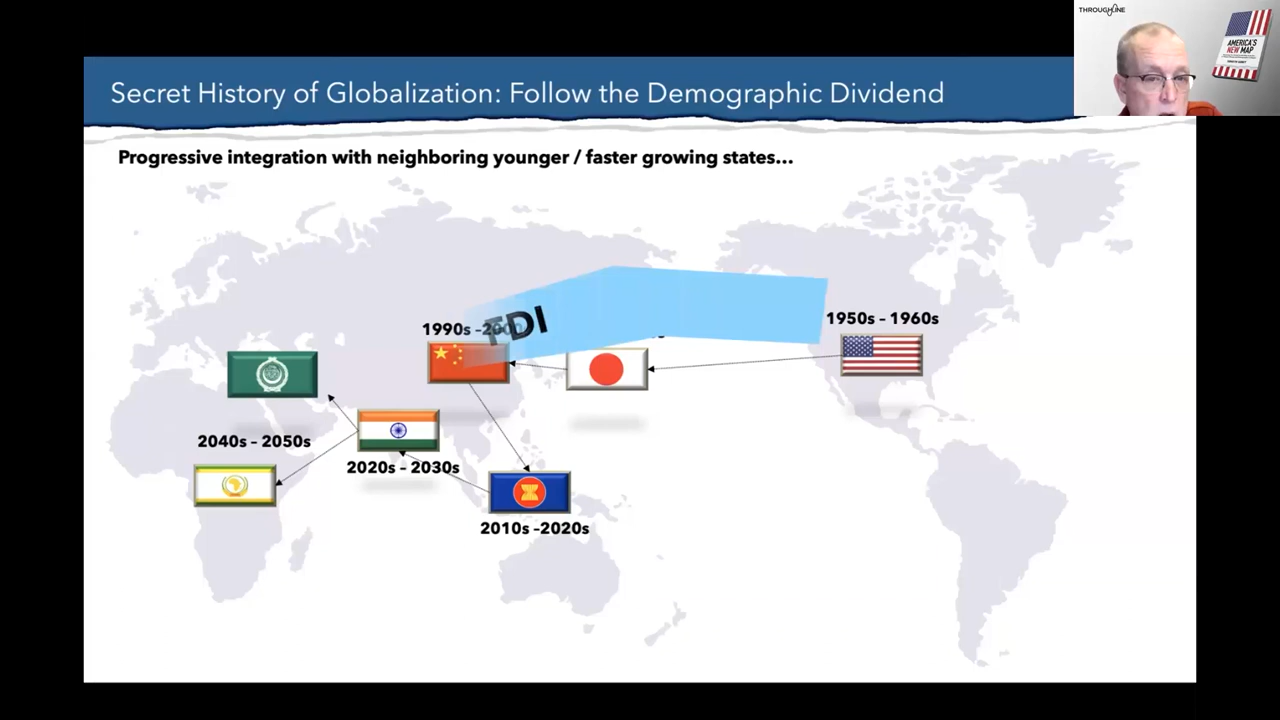 THROUGHLINE
AMERICA'S
NEW MAP
Secret History of Globalization: Follow the Demographic Dividend
Progressive integration with neighboring younger / faster growing states...
1950s – 1960s
1990s –
FDI
2040s – 2050s
2020s – 2030s
2010s –2020s